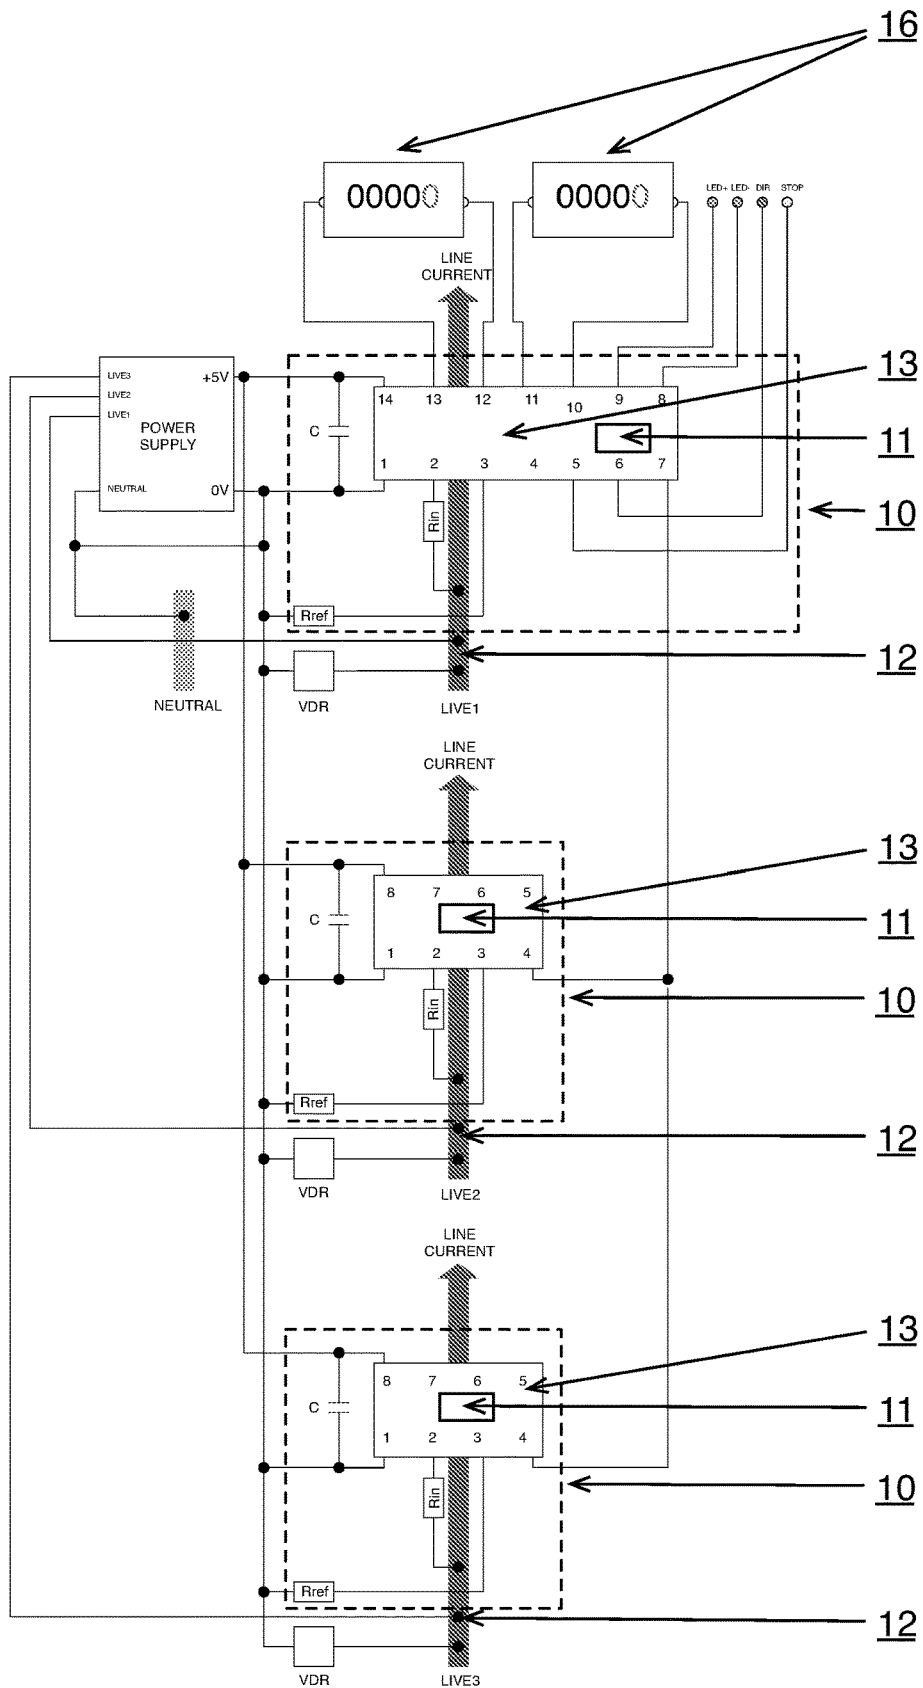 16
00000 00000
LED+ LED- DIR STOP
LINE
CURRENT
LIVE3 +5V
LIVE2
LIVE1
POWER
SUPPLY
NEUTRAL 0V
14 13 12 11 10 9 8
13
C
11
1 2 3 4 5 6 7
Rin
10
Rref
12
NEUTRAL
VDR
LIVE1
LINE
CURRENT
13
8 7 6 5
C
11
1 2 3 4
10
Rin
Rref
12
VDR
LIVE2
LINE
CURRENT
13
8 7 6 5
C
11
1 2 3 4
10
Rin
Rref
12
VDR
LIVE3